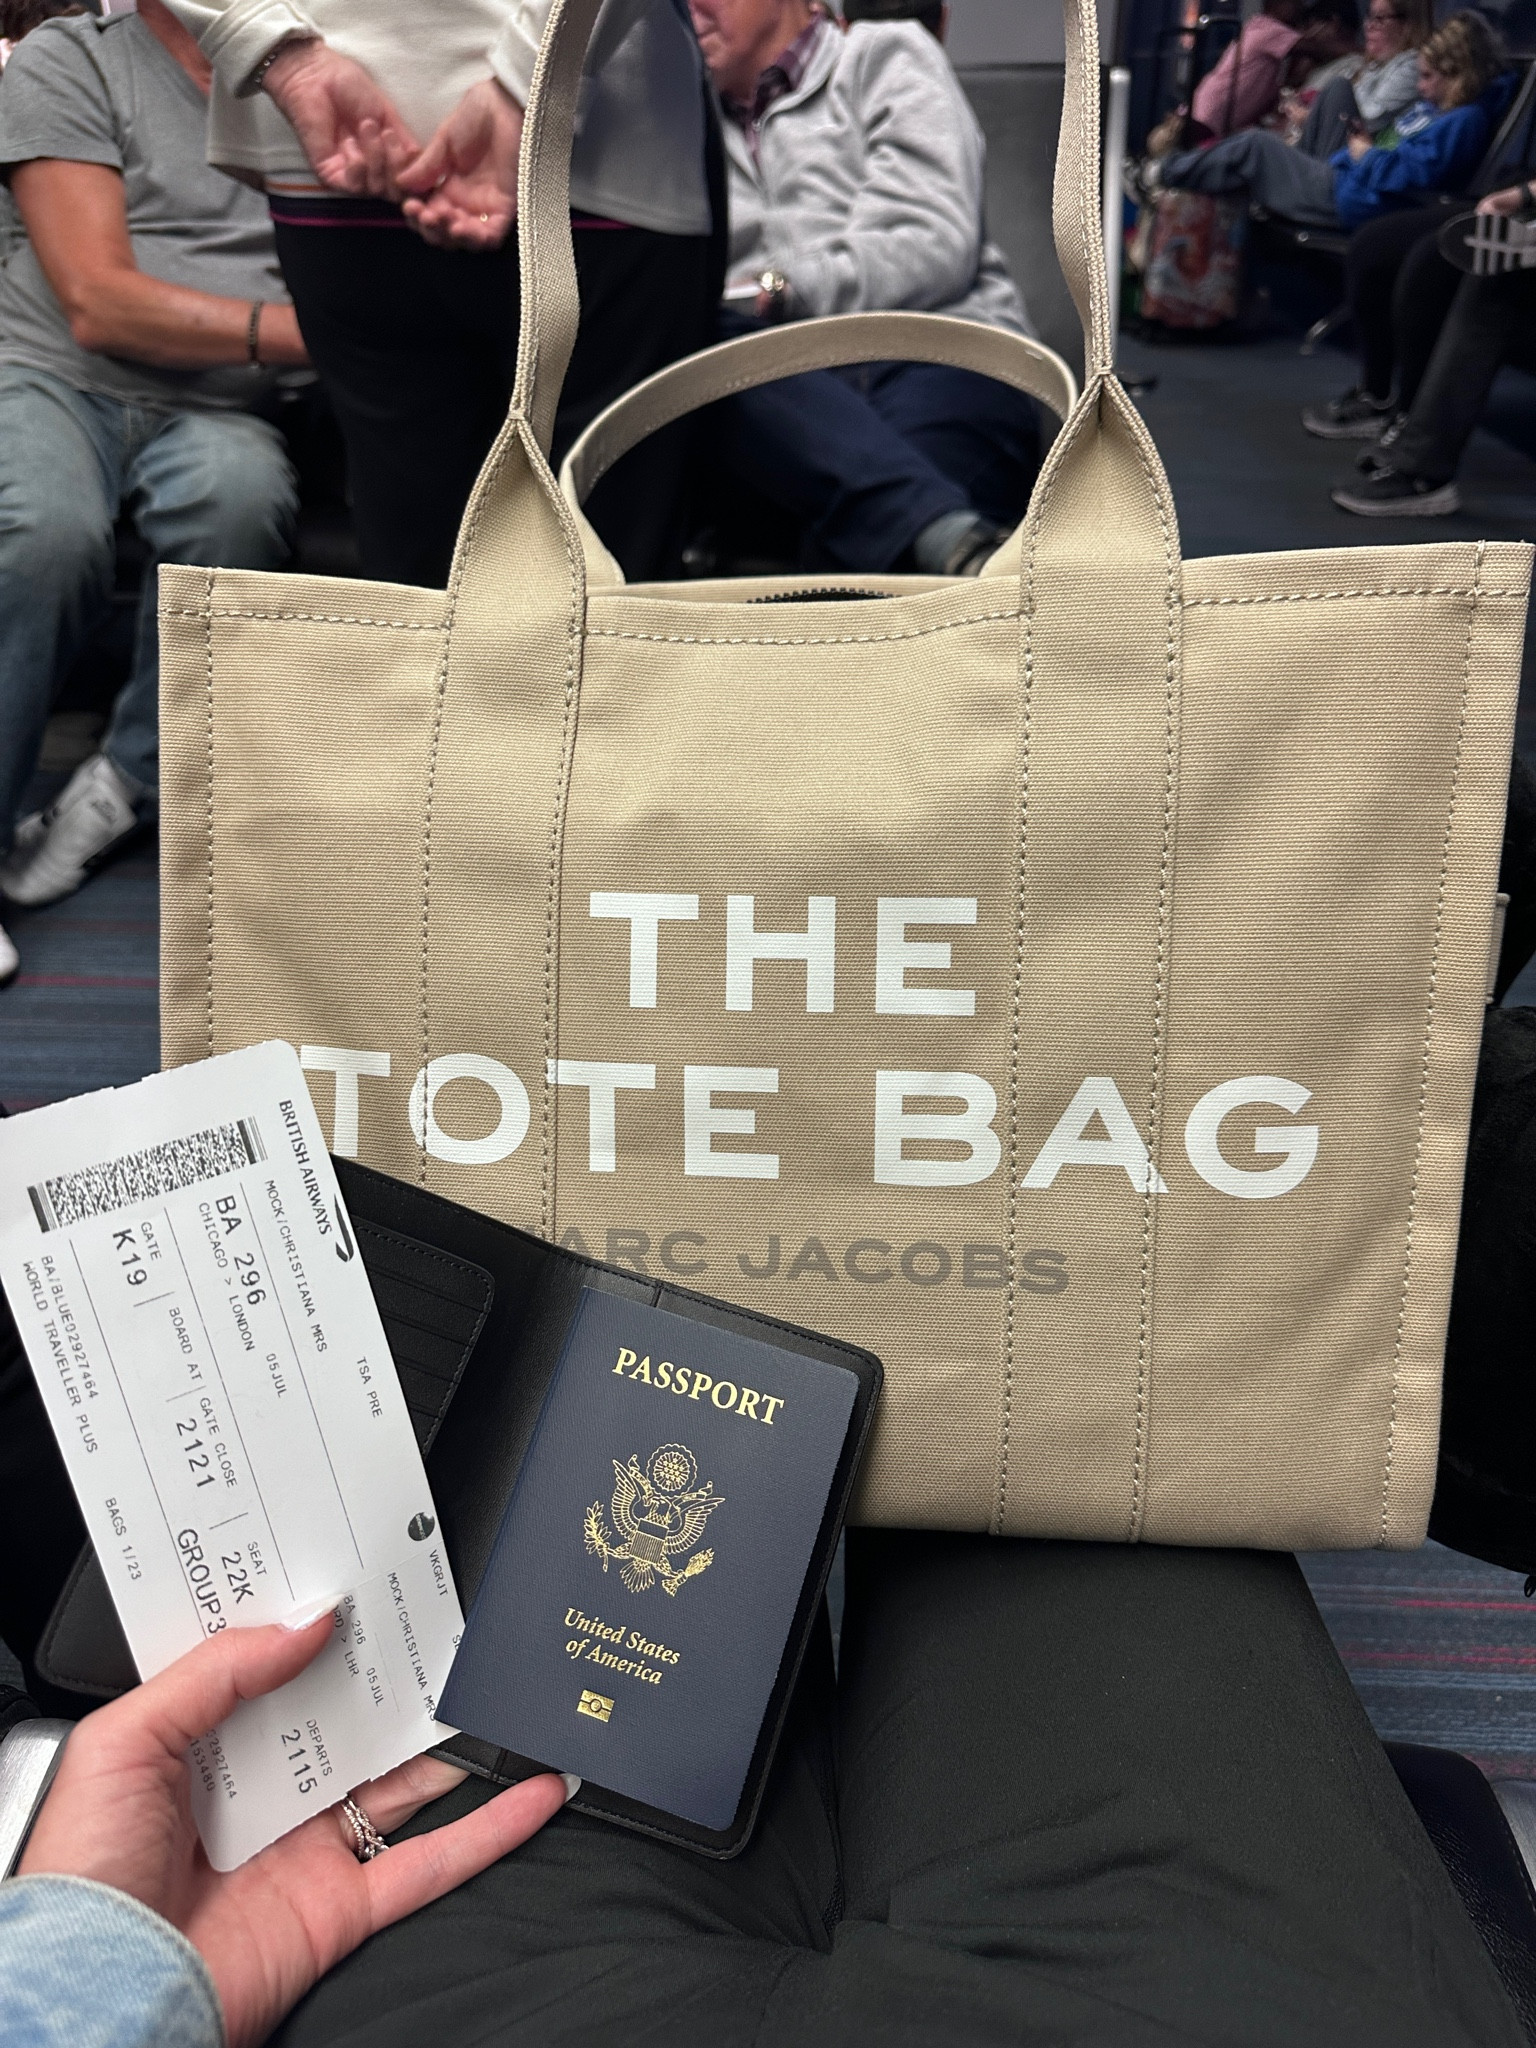 THE
TOTE BAG
MARC JACOBS
BRITISH AIRWAYS
MOCK/CHRISTIANA MRS
TSA PRE
BA 296
05JUL
CHICAGO > LONDON
GATE
BOARD AT
GATE CLOSE
SEAT
K19
2121
22K
GROUP3
BA/BLUE02927464
WORLD TRAVELLER PLUS
BAGS 1/23
VKGRJT
MOCK/CHRISTIANA MRS
BA 296
05JUL
> LHR
DEPARTS
2115
PASSPORT
United States
of America